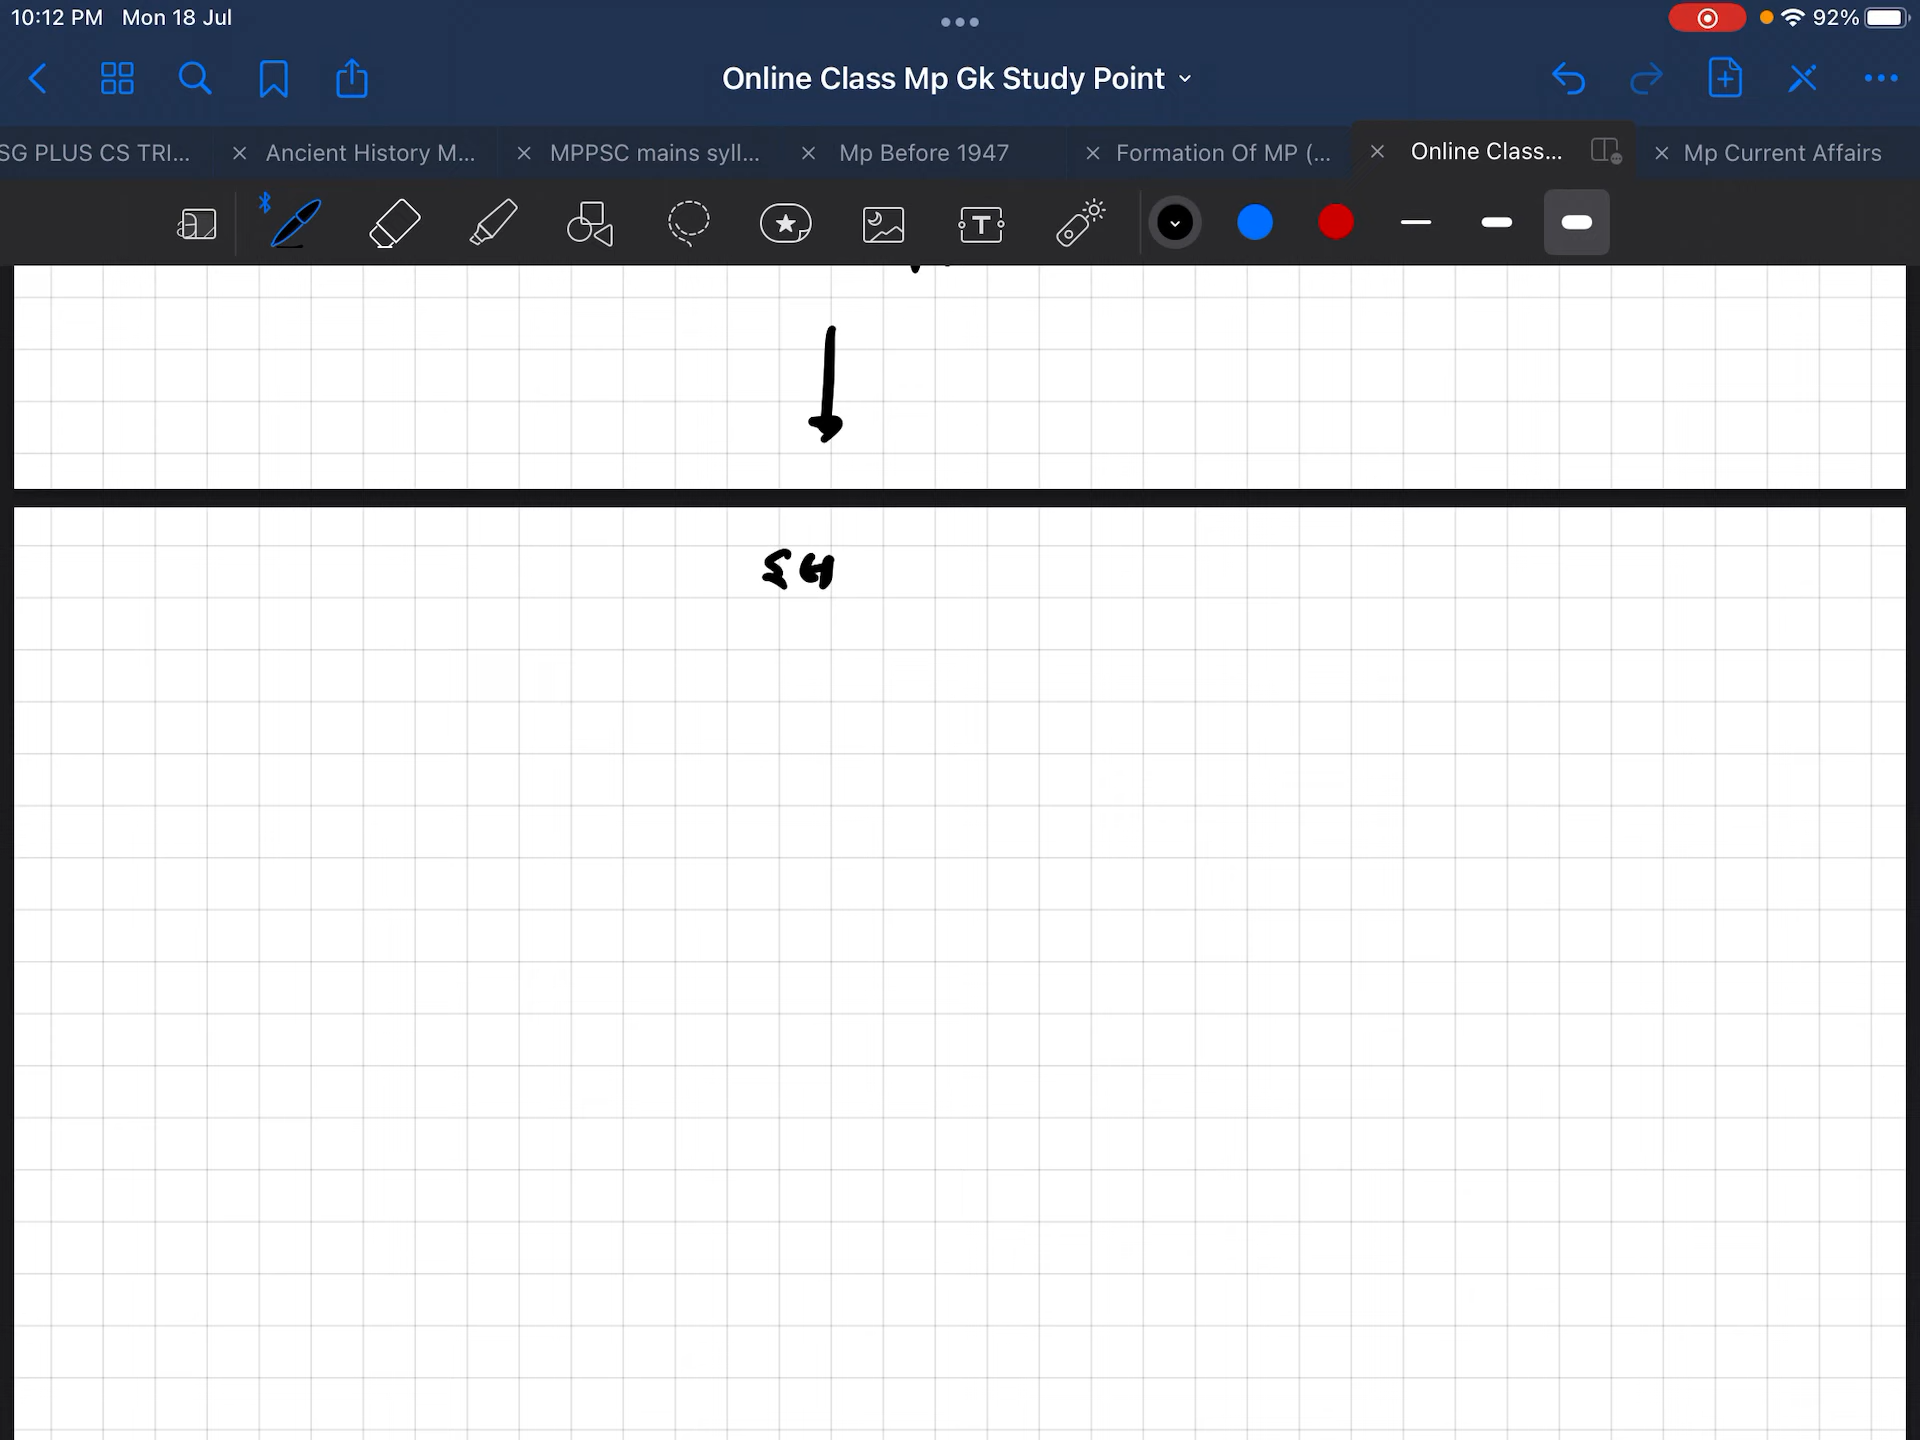 10:12 PM Mon 18 Jul
92%
Online Class Mp Gk Study Point
SG PLUS CS TRI...
Ancient History M...
MPPSC mains syll...
Mp Before 1947
Formation Of MP (...
Online Class...
Mp Current Affairs